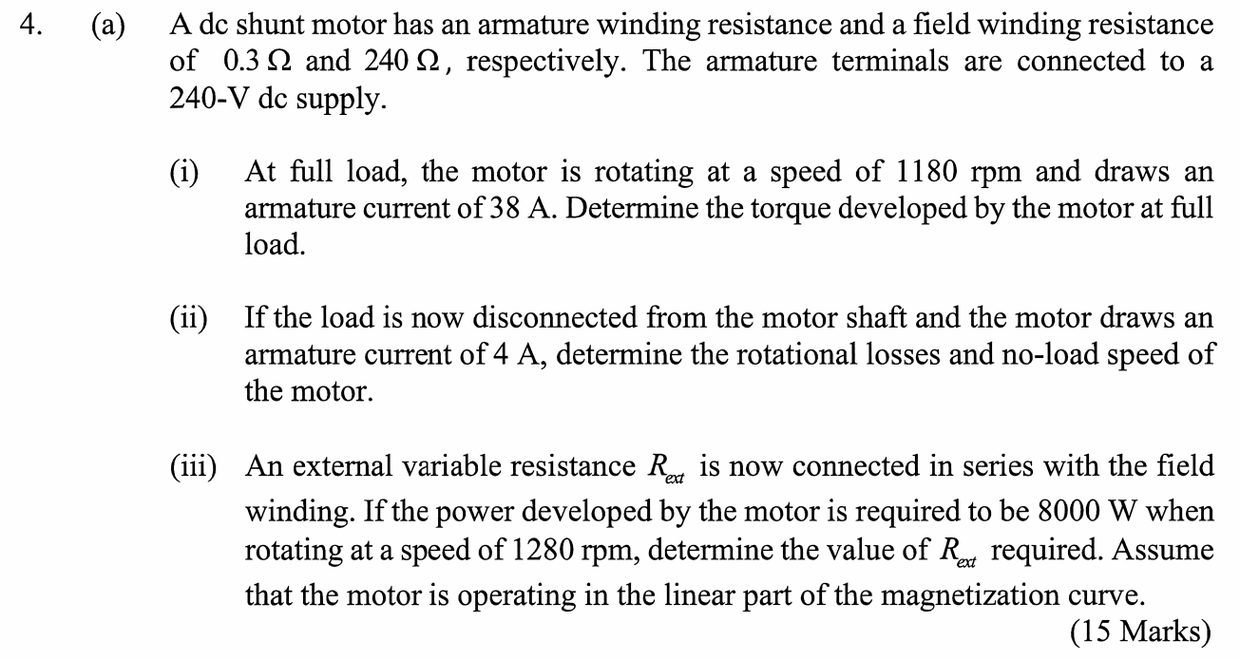 4. (a) A dc shunt motor has an armature winding resistance and a field winding resistance
of 0.3 Ω and 240 Ω, respectively. The armature terminals are connected to a
240-V dc supply.
(i) At full load, the motor is rotating at a speed of 1180 rpm and draws an
armature current of 38 A. Determine the torque developed by the motor at full
load.
(ii) If the load is now disconnected from the motor shaft and the motor draws an
armature current of 4 A, determine the rotational losses and no-load speed of
the motor.
(iii) An external variable resistance R_ext is now connected in series with the field
winding. If the power developed by the motor is required to be 8000 W when
rotating at a speed of 1280 rpm, determine the value of R_ext required. Assume
that the motor is operating in the linear part of the magnetization curve.
(15 Marks)